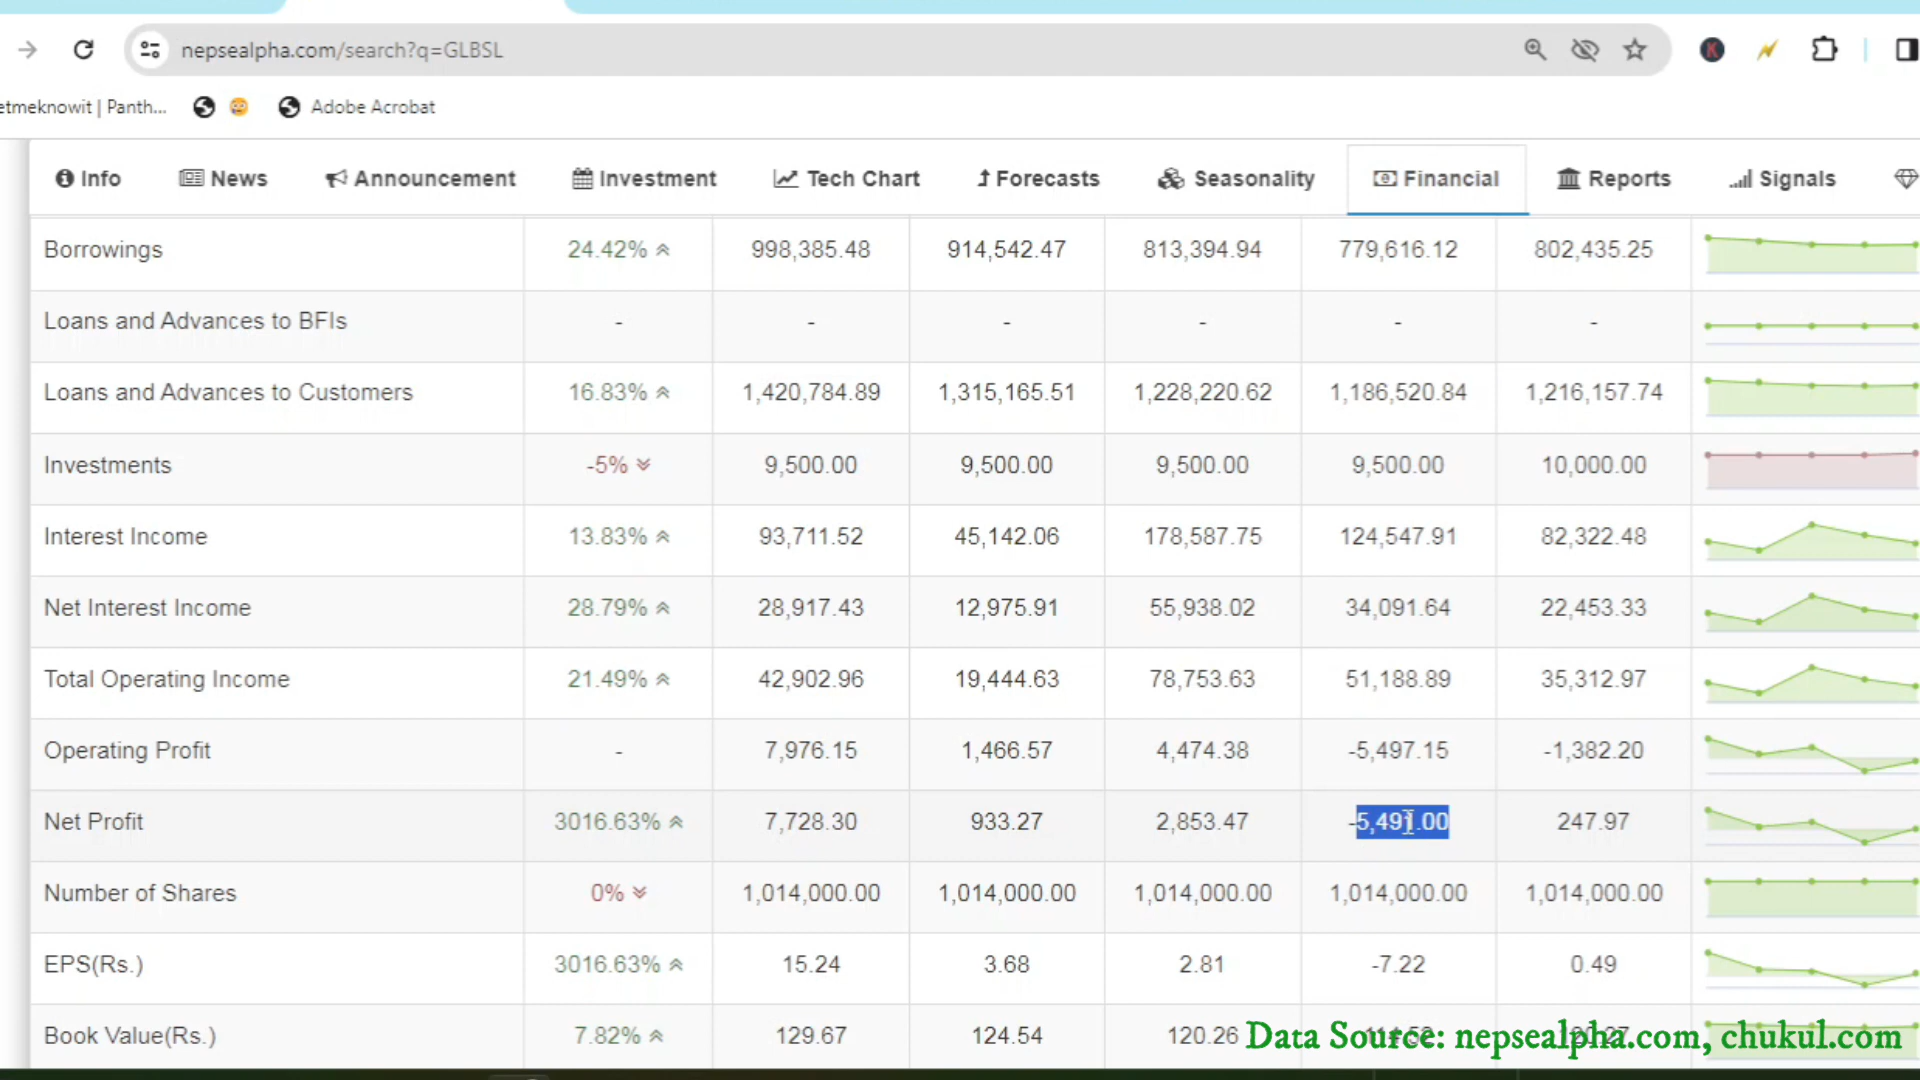 nepsealpha.com/search?q=GLBSL
etmeknowit | Panth... Adobe Acrobat
Info News Announcement Investment Tech Chart Forecasts Seasonality Financial Reports Signals
Borrowings 24.42% 998,385.48 914,542.47 813,394.94 779,616.12 802,435.25
Loans and Advances to BFIs - - - - - -
Loans and Advances to Customers 16.83% 1,420,784.89 1,315,165.51 1,228,220.62 1,186,520.84 1,216,157.74
Investments -5% 9,500.00 9,500.00 9,500.00 9,500.00 10,000.00
Interest Income 13.83% 93,711.52 45,142.06 178,587.75 124,547.91 82,322.48
Net Interest Income 28.79% 28,917.43 12,975.91 55,938.02 34,091.64 22,453.33
Total Operating Income 21.49% 42,902.96 19,444.63 78,753.63 51,188.89 35,312.97
Operating Profit - 7,976.15 1,466.57 4,474.38 -5,497.15 -1,382.20
Net Profit 3016.63% 7,728.30 933.27 2,853.47 -5,491.00 247.97
Number of Shares 0% 1,014,000.00 1,014,000.00 1,014,000.00 1,014,000.00 1,014,000.00
EPS(Rs.) 3016.63% 15.24 3.68 2.81 -7.22 0.49
Book Value(Rs.) 7.82% 129.67 124.54 120.26
Data Source: nepsealpha.com, chukul.com